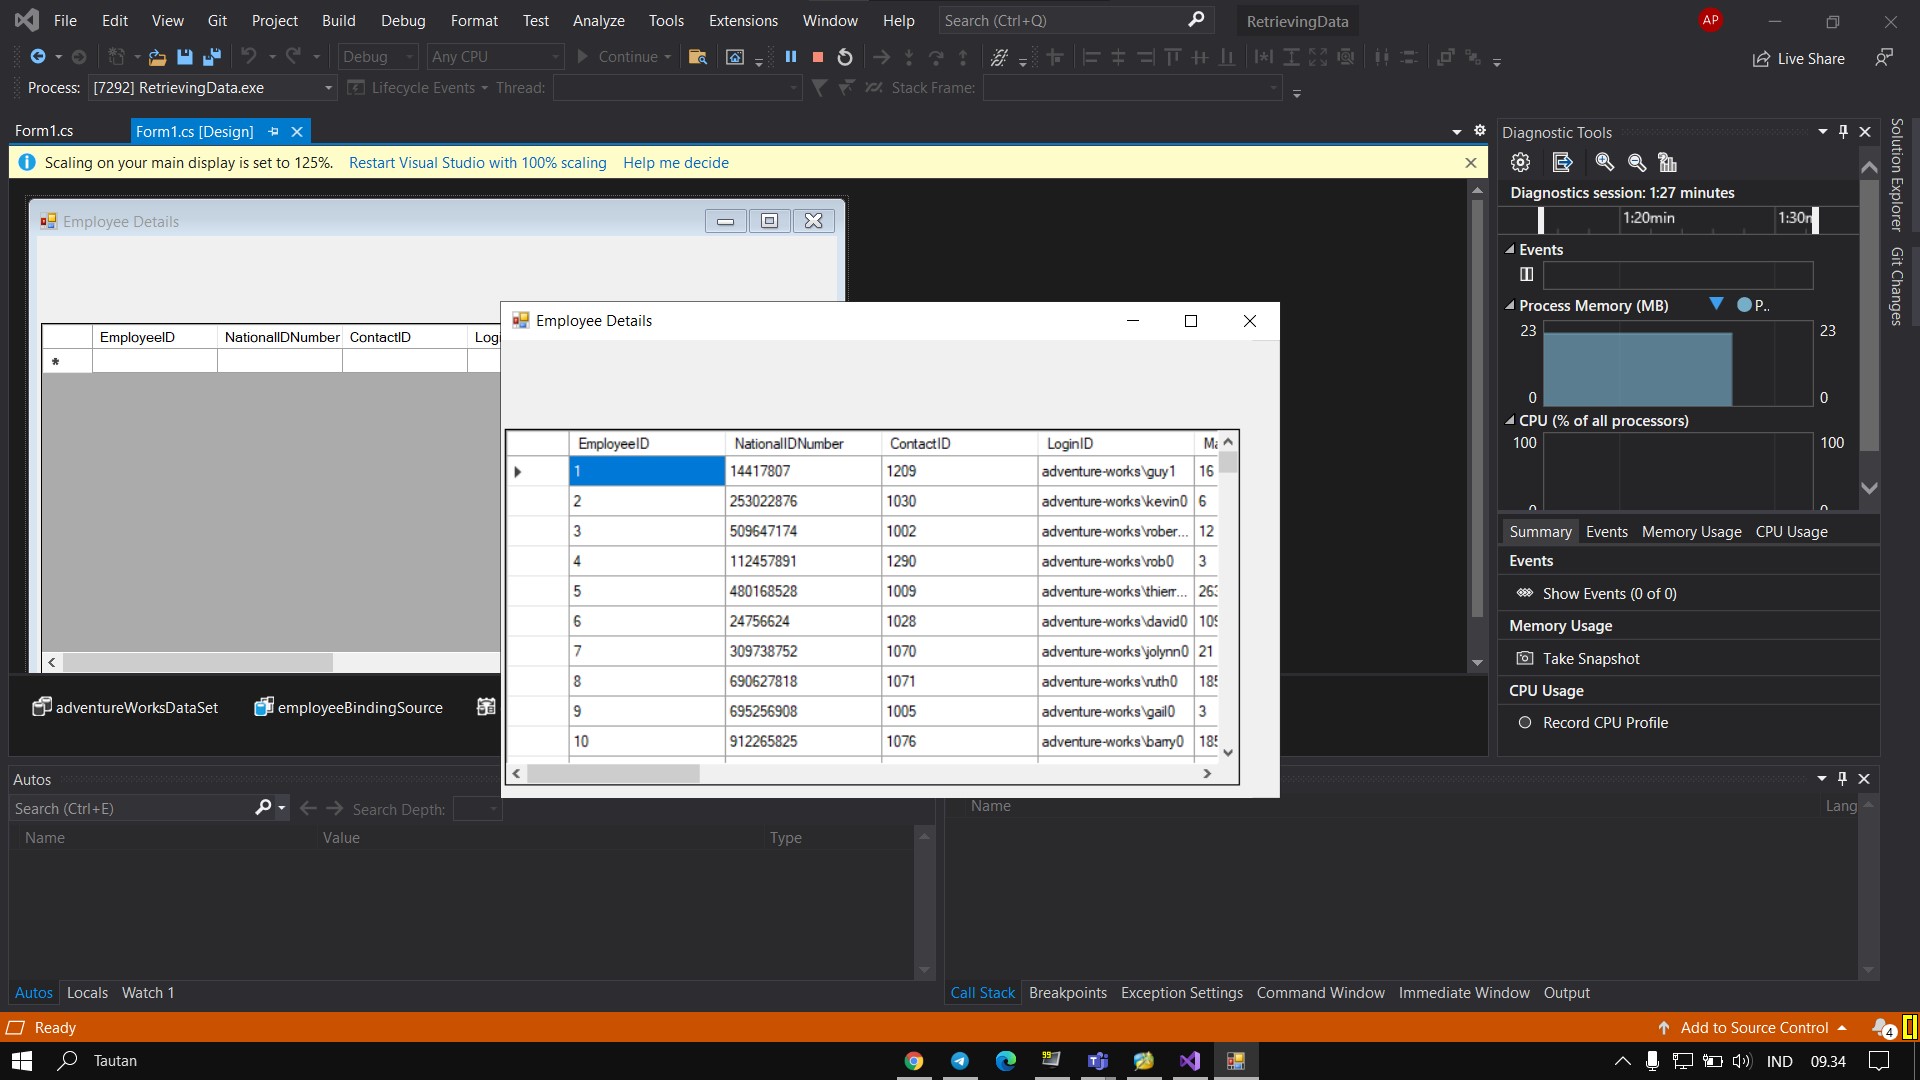 File Edit View Git Project Build Debug Format Test Analyze Tools Extensions Window Help Search (Ctrl+Q) RetrievingData AP
Debug Any CPU Continue Live Share
Process: [7292] RetrievingData.exe Lifecycle Events Thread: Stack Frame:
Form1.cs Form1.cs [Design]
Scaling on your main display is set to 125%. Restart Visual Studio with 100% scaling Help me decide
Employee Details
EmployeeID NationalIDNumber ContactID Logi
*
Employee Details
EmployeeID NationalIDNumber ContactID LoginID Ma
1 14417807 1209 adventure-works\guy1 16
2 253022876 1030 adventure-works\kevin0 6
3 509647174 1002 adventure-works\rober... 12
4 112457891 1290 adventure-works\rob0 3
5 480168528 1009 adventure-works\thierr... 263
6 24756624 1028 adventure-works\david0 109
7 309738752 1070 adventure-works\jolynn0 21
8 690627818 1071 adventure-works\ruth0 185
9 695256908 1005 adventure-works\gail0 3
10 912265825 1076 adventure-works\barry0 185
adventureWorksDataSet employeeBindingSource
Diagnostic Tools
Diagnostics session: 1:27 minutes
1:20min 1:30m
Events
Process Memory (MB) P..
23 23
0 0
CPU (% of all processors)
100 100
0 0
Summary Events Memory Usage CPU Usage
Events
Show Events (0 of 0)
Memory Usage
Take Snapshot
CPU Usage
Record CPU Profile
Solution Explorer
Git Changes
Autos
Search (Ctrl+E) Search Depth:
Name Value Type
Autos Locals Watch 1
Name Lang
Call Stack Breakpoints Exception Settings Command Window Immediate Window Output
Ready Add to Source Control 4
Tautan 99 IND 09.34